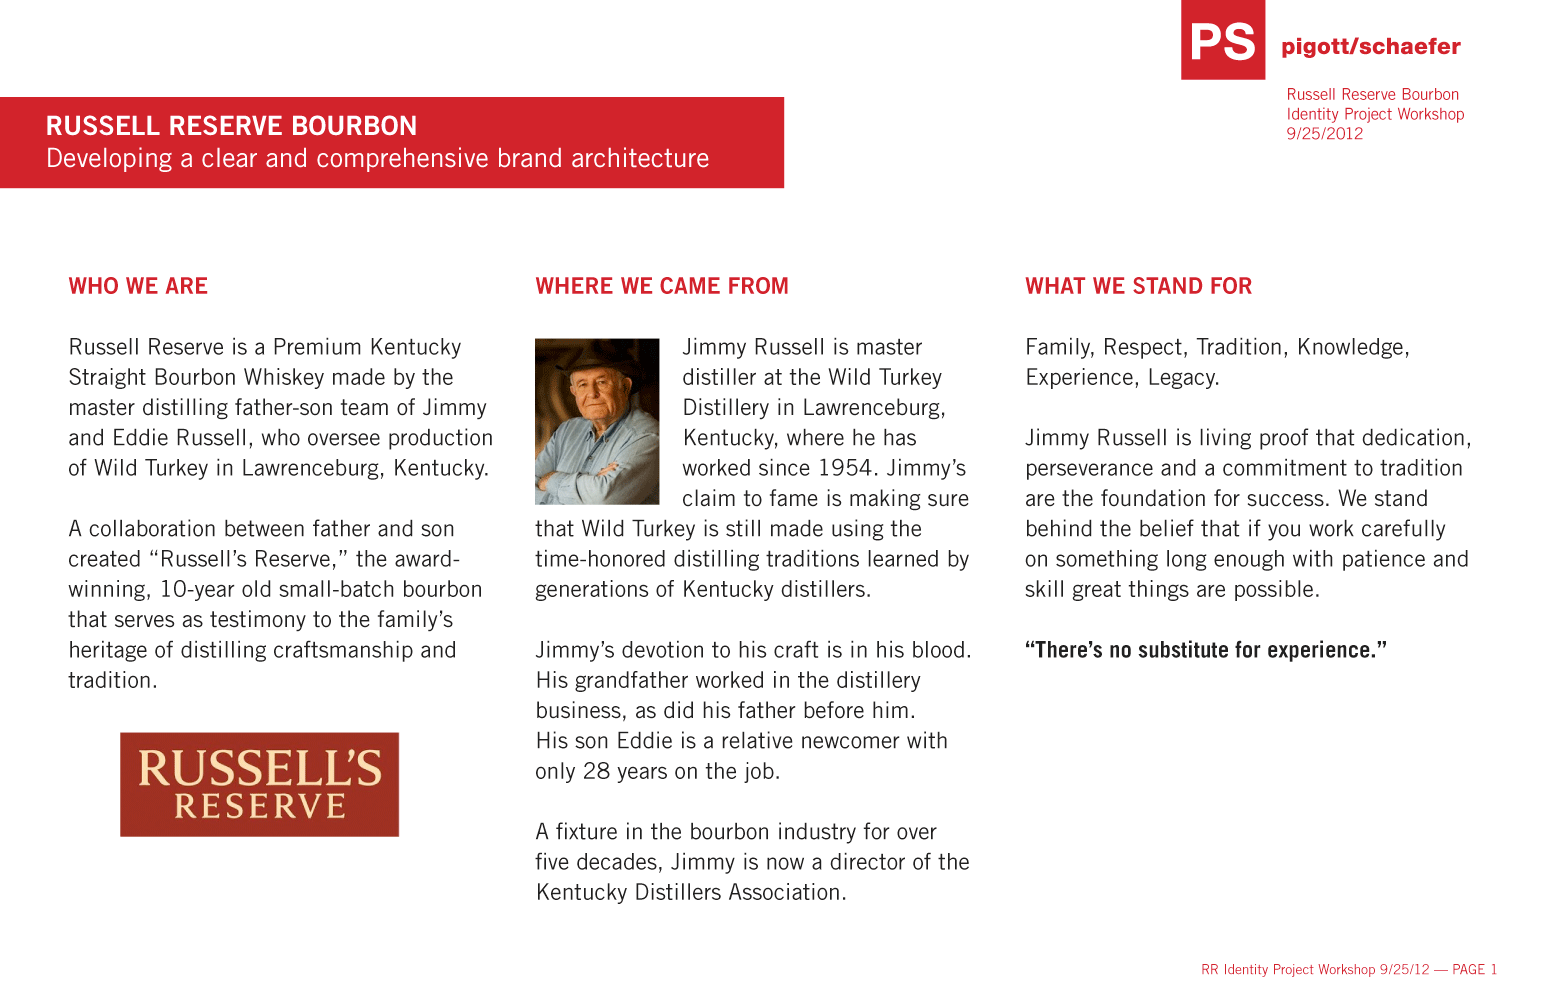 PS
pigott/schaefer
Russell Reserve Bourbon
Identity Project Workshop
9/25/2012
RUSSELL RESERVE BOURBON
Developing a clear and comprehensive brand architecture
WHO WE ARE
Russell Reserve is a Premium Kentucky
Straight Bourbon Whiskey made by the
master distilling father-son team of Jimmy
and Eddie Russell, who oversee production
of Wild Turkey in Lawrenceburg, Kentucky.
A collaboration between father and son
created “Russell’s Reserve,” the award-
winning, 10-year old small-batch bourbon
that serves as testimony to the family’s
heritage of distilling craftsmanship and
tradition.
RUSSELL’S
RESERVE
WHERE WE CAME FROM
Jimmy Russell is master
distiller at the Wild Turkey
Distillery in Lawrenceburg,
Kentucky, where he has
worked since 1954. Jimmy’s
claim to fame is making sure
that Wild Turkey is still made using the
time-honored distilling traditions learned by
generations of Kentucky distillers.
Jimmy’s devotion to his craft is in his blood.
His grandfather worked in the distillery
business, as did his father before him.
His son Eddie is a relative newcomer with
only 28 years on the job.
A fixture in the bourbon industry for over
five decades, Jimmy is now a director of the
Kentucky Distillers Association.
WHAT WE STAND FOR
Family, Respect, Tradition, Knowledge,
Experience, Legacy.
Jimmy Russell is living proof that dedication,
perseverance and a commitment to tradition
are the foundation for success. We stand
behind the belief that if you work carefully
on something long enough with patience and
skill great things are possible.
“There’s no substitute for experience.”
RR Identity Project Workshop 9/25/12 — PAGE 1